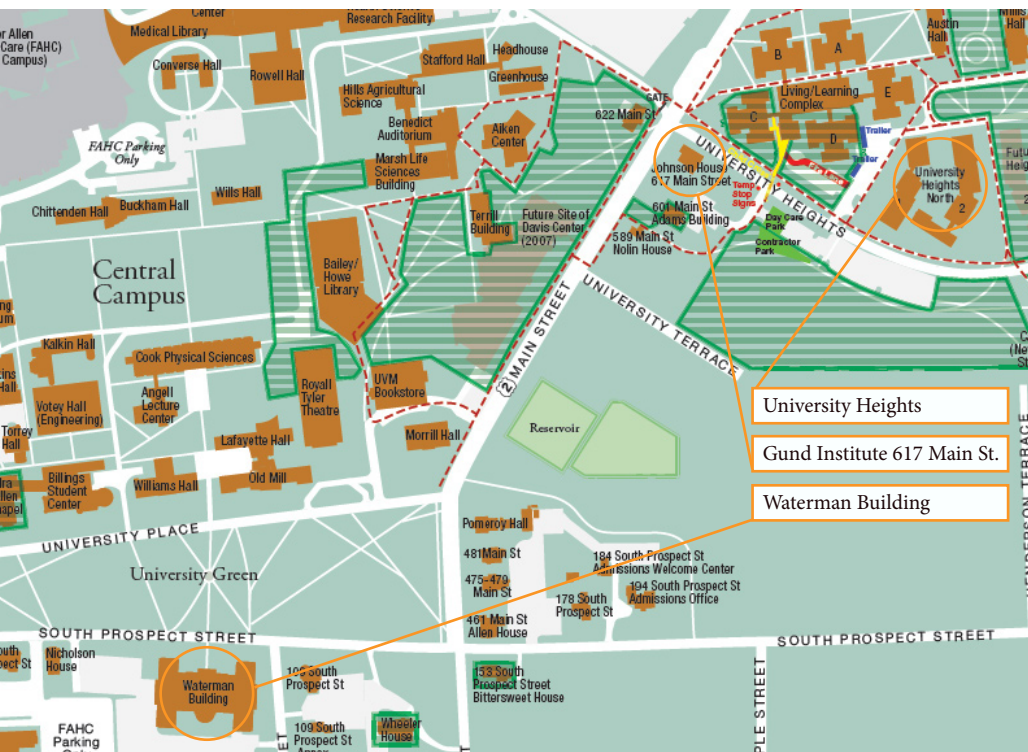 Center
Medical Library
Research Facility
Allen
Care (FAHC)
Campus)
Converse Hall
Rowell Hall
Stafford Hall
Headhouse
Greenhouse
Hills Agricultural
Science
Benedict
Auditorium
Aiken
Center
Marsh Life
Sciences
Building
FAHC Parking
Only
Wills Hall
Chittenden Hall
Buckham Hall
622 Main St
GATE
B
A
Austin
Hall
Hall
Living/Learning
Complex
E
C
D
Trailer
Trailer
UNIVERSITY HEIGHTS
Johnson House
617 Main Street
Temp
Stop
Signs
601 Main St
Adams Building
589 Main St
Nolin House
Day Care
Park
Contractor
Park
University
Heights
North
2
Terrill
Building
Future Site of
Davis Center
(2007)
Bailey/
Howe
Library
Central
Campus
Kalkin Hall
Cook Physical Sciences
Angell
Lecture
Center
Votey Hall
(Engineering)
Torrey
Hall
Royall
Tyler
Theatre
UVM
Bookstore
Morrill Hall
Lafayette Hall
Old Mill
Williams Hall
Billings
Student
Center
(2) MAIN STREET
UNIVERSITY TERRACE
Reservoir
University Heights
Gund Institute 617 Main St.
Waterman Building
HENDERSON TERRACE
UNIVERSITY PLACE
University Green
Pomeroy Hall
481 Main St
475-479
Main St
461 Main St
Allen House
184 South Prospect St
Admissions Welcome Center
178 South
Prospect St
194 South Prospect St
Admissions Office
SOUTH PROSPECT STREET
SOUTH PROSPECT STREET
Nicholson
House
Waterman
Building
Prospect St
109 South
Prospect St
Wheeler
House
153 South
Prospect Street
Bittersweet House
FAHC
Parking
STREET